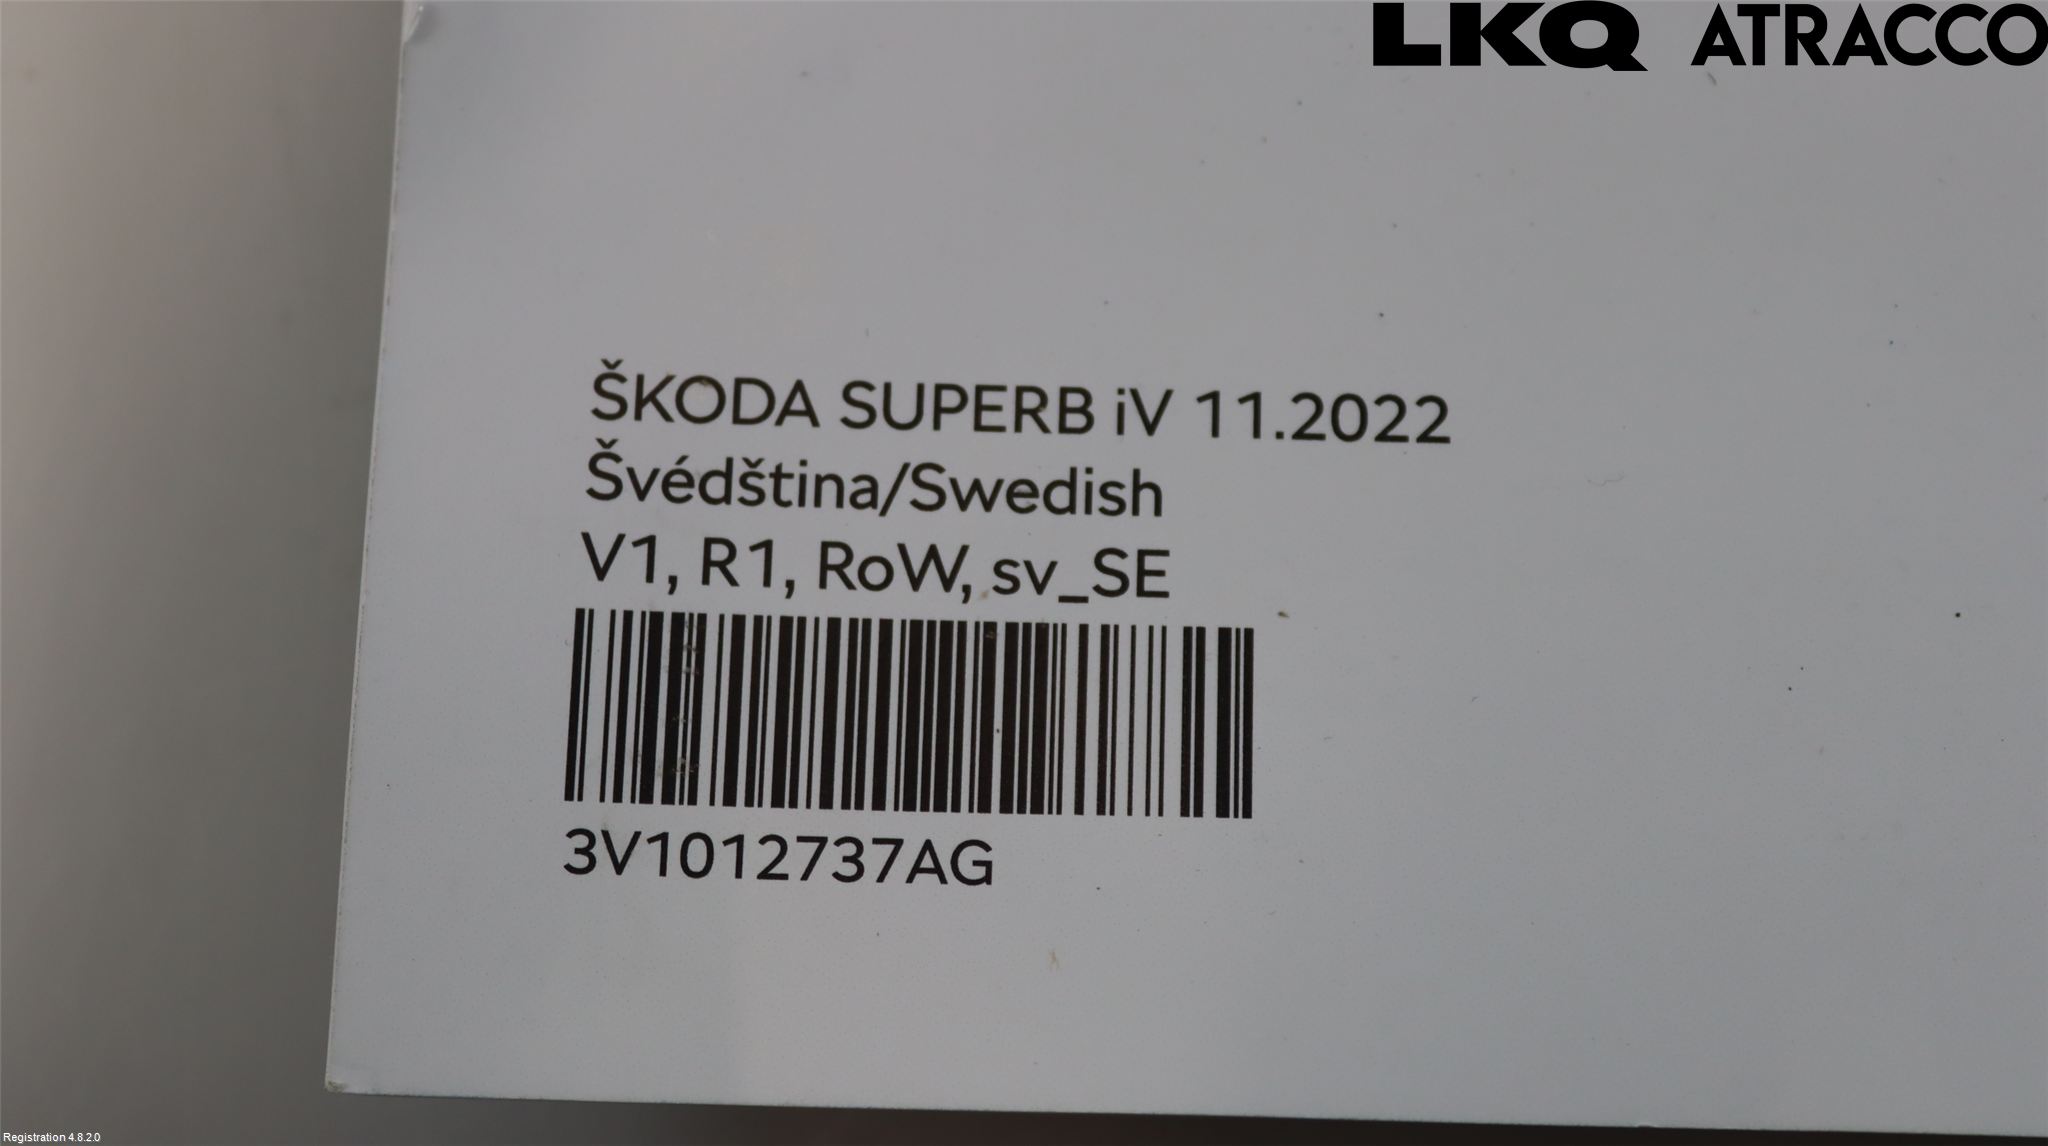 LKQ ATRACCO
ŠKODA SUPERB iV 11.2022
Švédština/Swedish
V1, R1, RoW, sv_SE
3V1012737AG
Registration 4.8.2.0